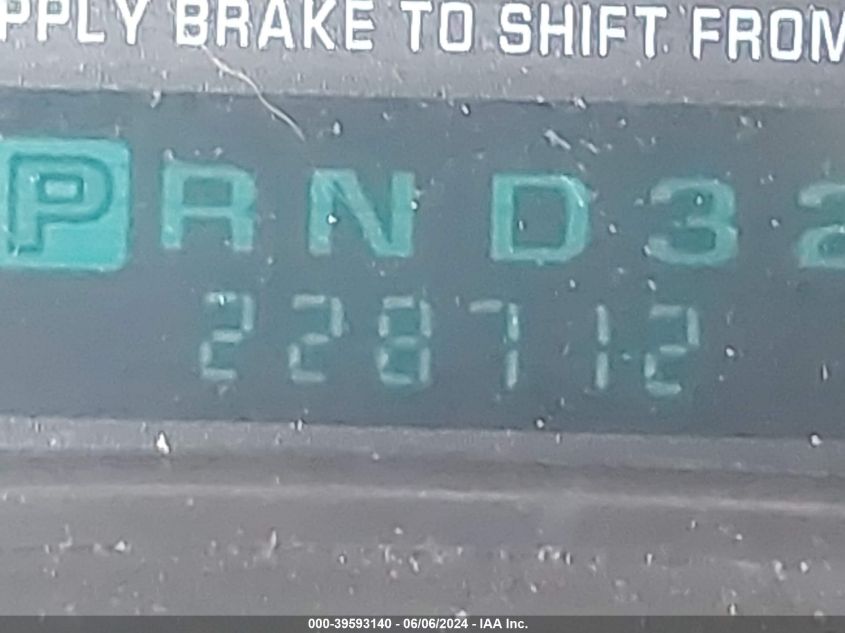 PPLY BRAKE TO SHIFT FROM
P R N D 3 2
228712
000-39593140 - 06/06/2024 - IAA Inc.